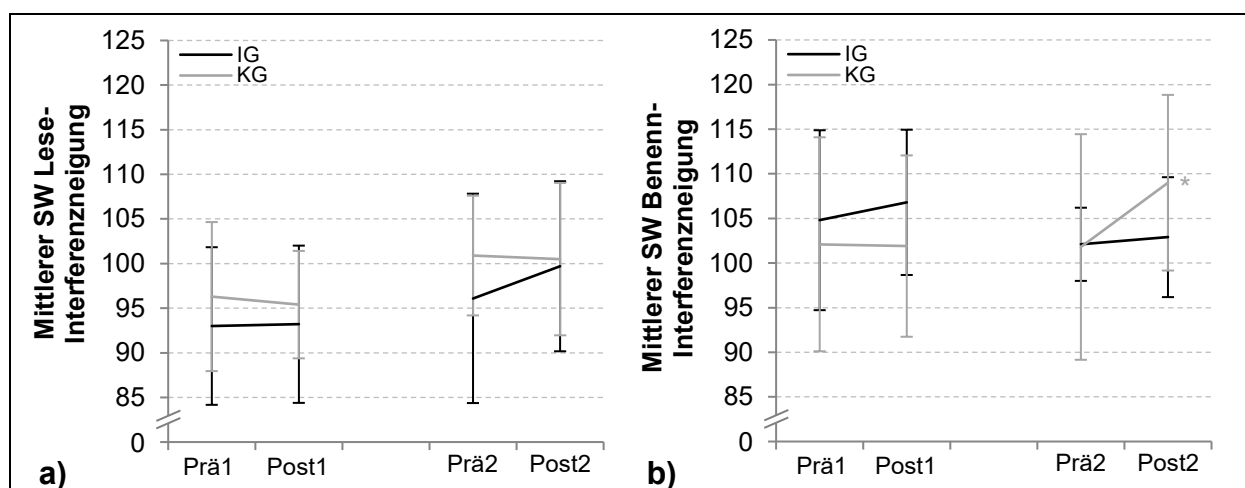 125
120
115
110
105
100
95
90
85
0
Mittlerer SW Lese-
Interferenzneigung
IG
KG
Prä1
Post1
Prä2
Post2
a)
125
120
115
110
105
100
95
90
85
0
Mittlerer SW Benenn-
Interferenzneigung
IG
KG
*
Prä1
Post1
Prä2
Post2
b)